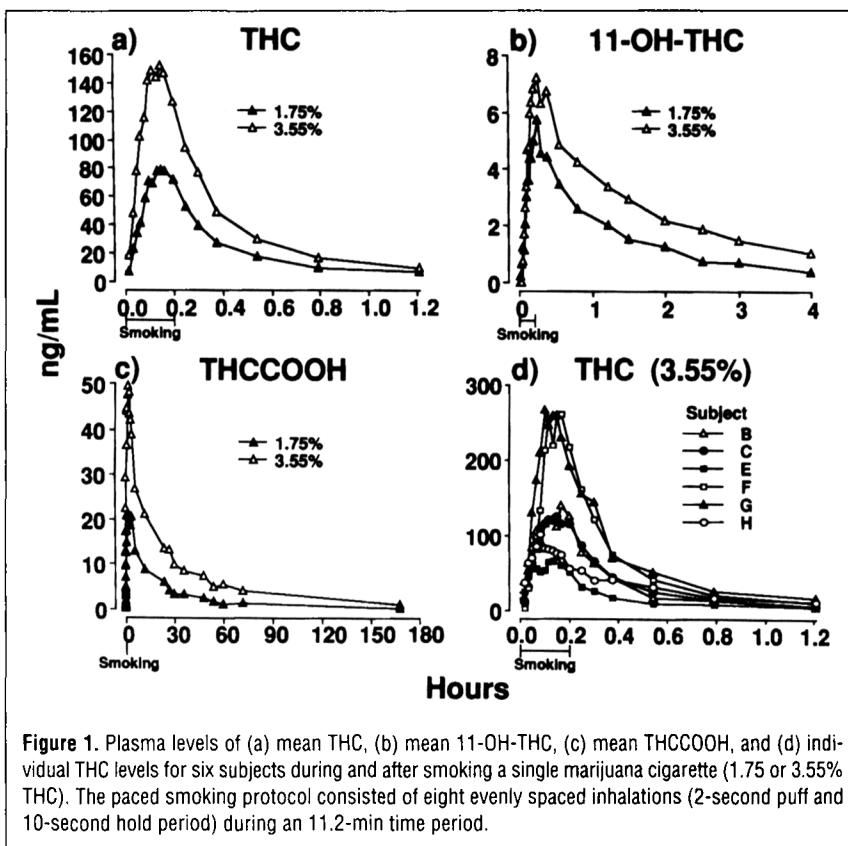 a) THC
160
140
120
100
80
60
40
20
0
1.75%
3.55%
0.0 0.2 0.4 0.6 0.8 1.0 1.2
Smoking
b) 11-OH-THC
8
6
4
2
0
1.75%
3.55%
1 2 3 4
Smoking
ng/mL
c) THCCOOH
50
40
30
20
10
0
1.75%
3.55%
0 30 60 90 120 150 180
Smoking
d) THC (3.55%)
300
200
100
0
Subject
B
C
E
F
G
H
0.0 0.2 0.4 0.6 0.8 1.0 1.2
Smoking
Hours
Figure 1. Plasma levels of (a) mean THC, (b) mean 11-OH-THC, (c) mean THCCOOH, and (d) indi-
vidual THC levels for six subjects during and after smoking a single marijuana cigarette (1.75 or 3.55%
THC). The paced smoking protocol consisted of eight evenly spaced inhalations (2-second puff and
10-second hold period) during an 11.2-min time period.